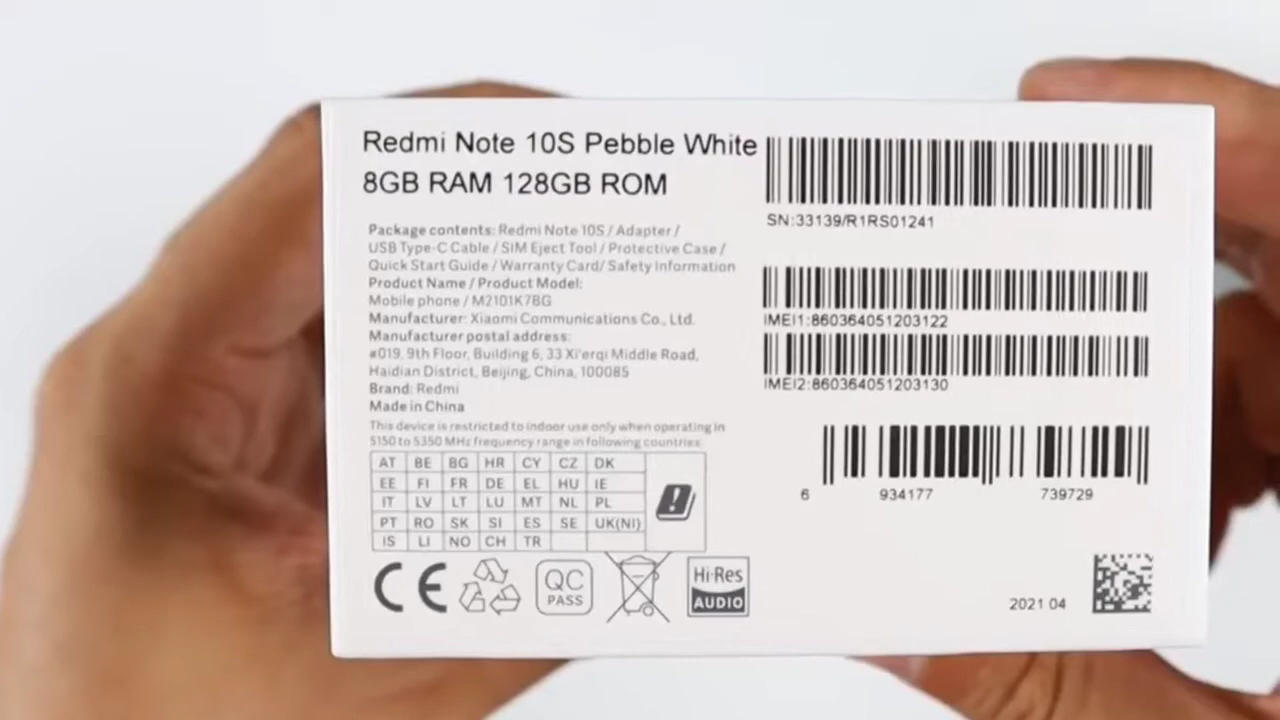 Redmi Note 10S Pebble White
8GB RAM 128GB ROM
Package contents: Redmi Note 10S / Adapter /
USB Type-C Cable / SIM Eject Tool / Protective Case /
Quick Start Guide / Warranty Card/ Safety Information
Product Name / Product Model:
Mobile phone / M2101K7BG
Manufacturer: Xiaomi Communications Co., Ltd.
Manufacturer postal address:
#019, 9th Floor, Building 6, 33 Xi'erqi Middle Road,
Haidian District, Beijing, China, 100085
Brand: Redmi
Made in China
This device is restricted to indoor use only when operating in
5150 to 5350 MHz frequency range in following countries:
AT BE BG HR CY CZ DK
EE FI FR DE EL HU IE
IT LV LT LU MT NL PL
PT RO SK SI ES SE UK(NI)
IS LI NO CH TR
CE
QC
PASS
Hi-Res
AUDIO
SN:33139/R1RS01241
IMEI1:860364051203122
IMEI2:860364051203130
6 934177 739729
2021 04